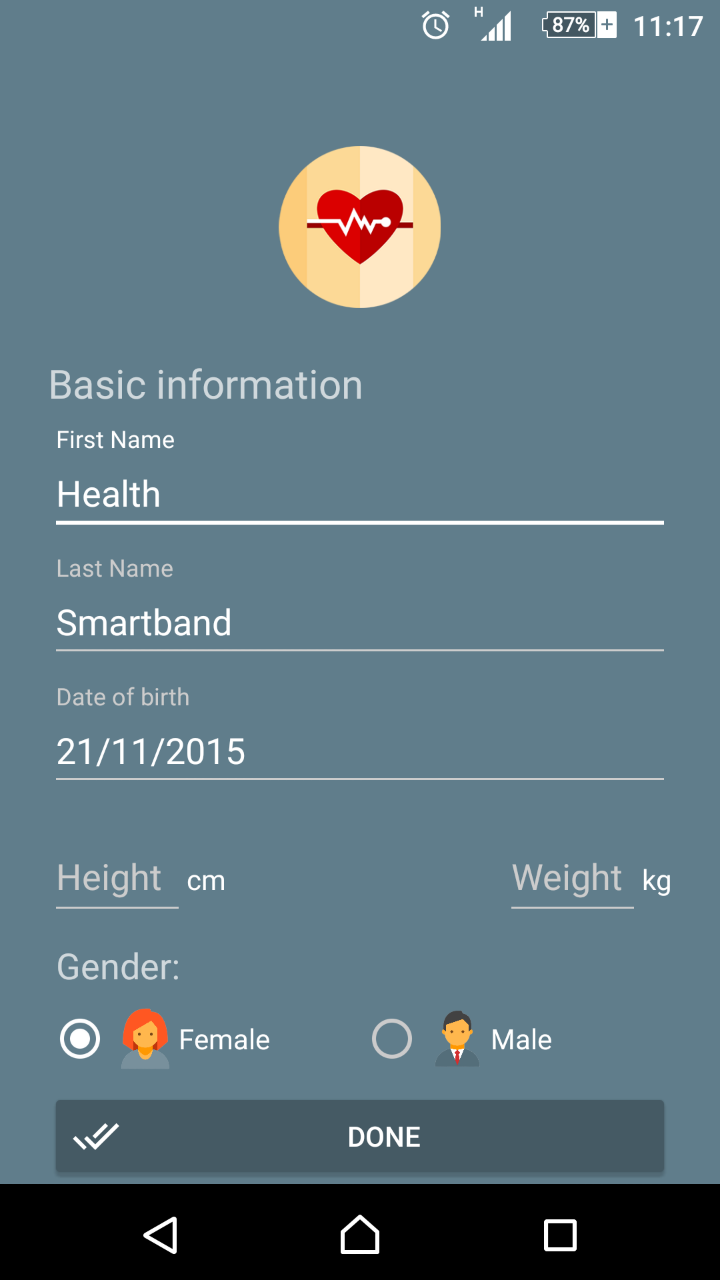 H 87% 11:17
Basic information
First Name
Health
Last Name
Smartband
Date of birth
21/11/2015
Height cm Weight kg
Gender:
Female Male
DONE